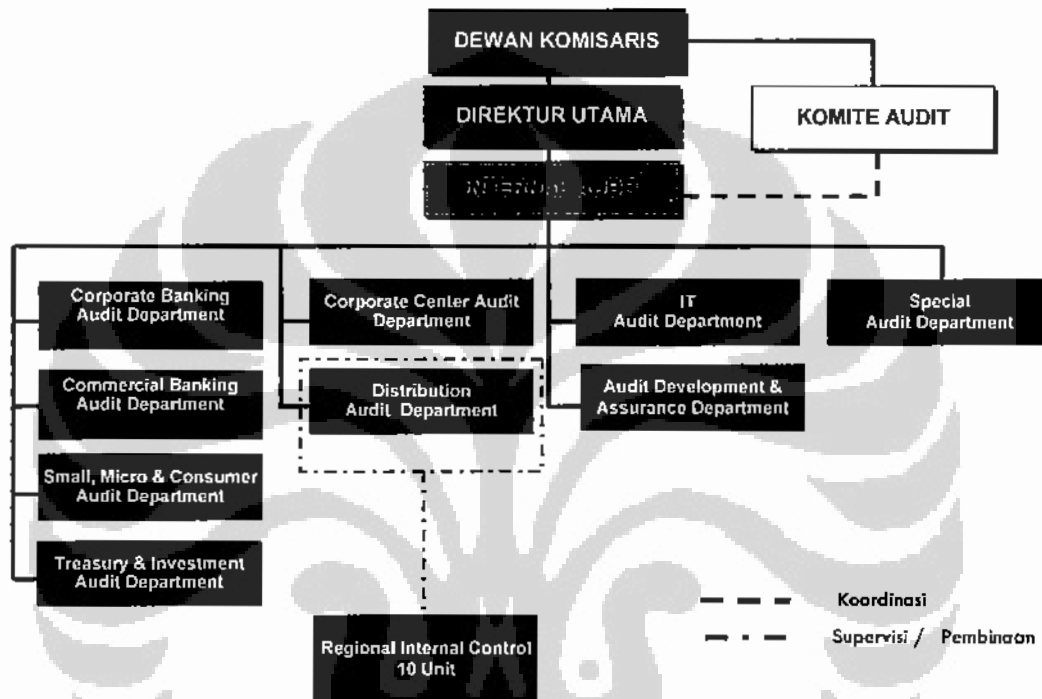 DEWAN KOMISARIS
DIREKTUR UTAMA
KOMITE AUDIT
Corporate Banking
Audit Department
Corporate Center Audit
Department
IT
Audit Department
Special
Audit Department
Commercial Banking
Audit Department
Distribution
Audit Department
Audit Development &
Assurance Department
Small, Micro & Consumer
Audit Department
Treasury & Investment
Audit Department
Regional Internal Control
10 Unit
Koordinasi
Supervisi / Pembinaan